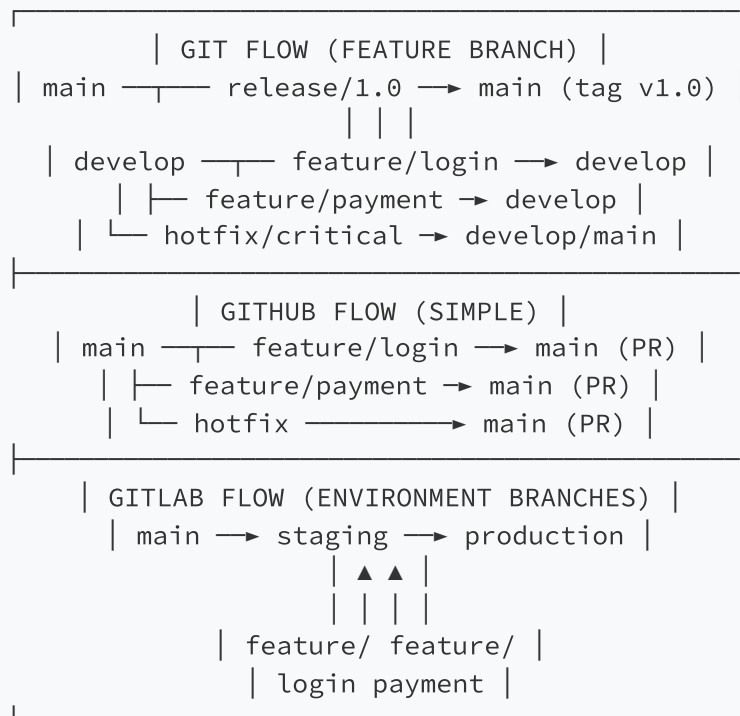 ┌──────────────────────────────────────────────────
│ GIT FLOW (FEATURE BRANCH) │
│ main ──┬─── release/1.0 ──► main (tag v1.0)
│ │ │
│ develop ──┬── feature/login ──► develop │
│ ├── feature/payment ─► develop │
│ └── hotfix/critical ─► develop/main │
├──────────────────────────────────────────────────
│ GITHUB FLOW (SIMPLE) │
│ main ──┬── feature/login ──► main (PR) │
│ ├── feature/payment ─► main (PR) │
│ └── hotfix ──────────► main (PR) │
├──────────────────────────────────────────────────
│ GITLAB FLOW (ENVIRONMENT BRANCHES) │
│ main ──► staging ──► production │
│ ▲ ▲ │
│ │ │ │
│ feature/ feature/ │
│ login payment │